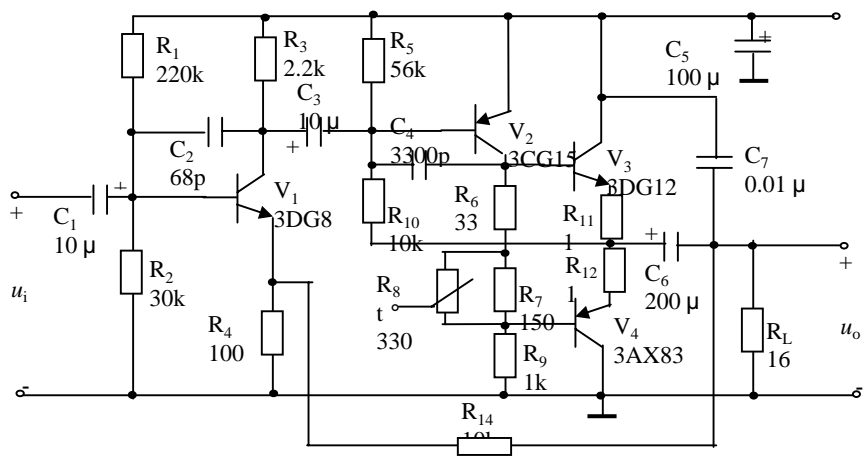 R1
220k
R3
2.2k
R5
56k
C5
100 μ
C3
10 μ
C2
68p
C4
3300p
V2
3CG15
V3
3DG12
C7
0.01 μ
C1
10 μ
V1
3DG8
R10
10k
R6
33
R11
1
R12
1
C6
200 μ
R2
30k
ui
R4
100
R8
t
330
R7
150
R9
1k
V4
3AX83
RL
16
uo
R14
+
+
+
+
+
+
-
-